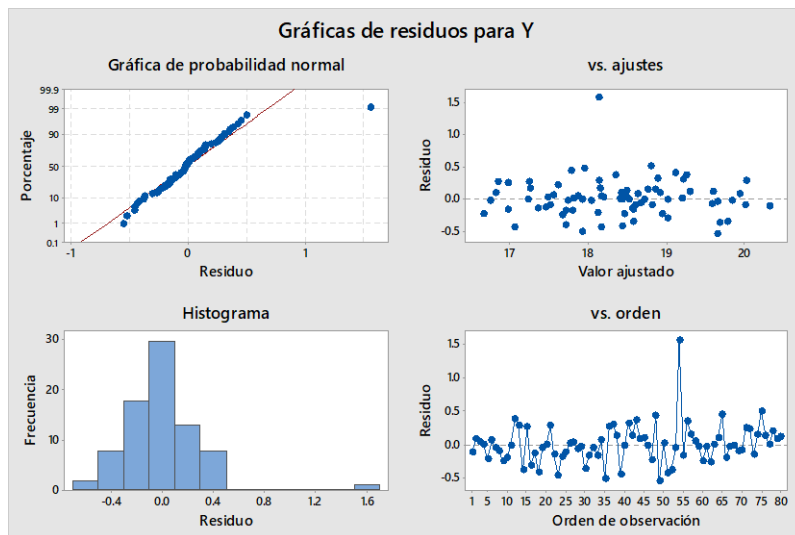 Gráficas de residuos para Y
Gráfica de probabilidad normal
99.9
99
90
50
10
1
0.1
Porcentaje
-1
0
1
Residuo
vs. ajustes
1.5
1.0
0.5
0.0
-0.5
Residuo
17
18
19
20
Valor ajustado
Histograma
30
20
10
0
Frecuencia
-0.4
0.0
0.4
0.8
1.2
1.6
Residuo
vs. orden
1.5
1.0
0.5
0.0
-0.5
Residuo
1 5 10 15 20 25 30 35 40 45 50 55 60 65 70 75 80
Orden de observación